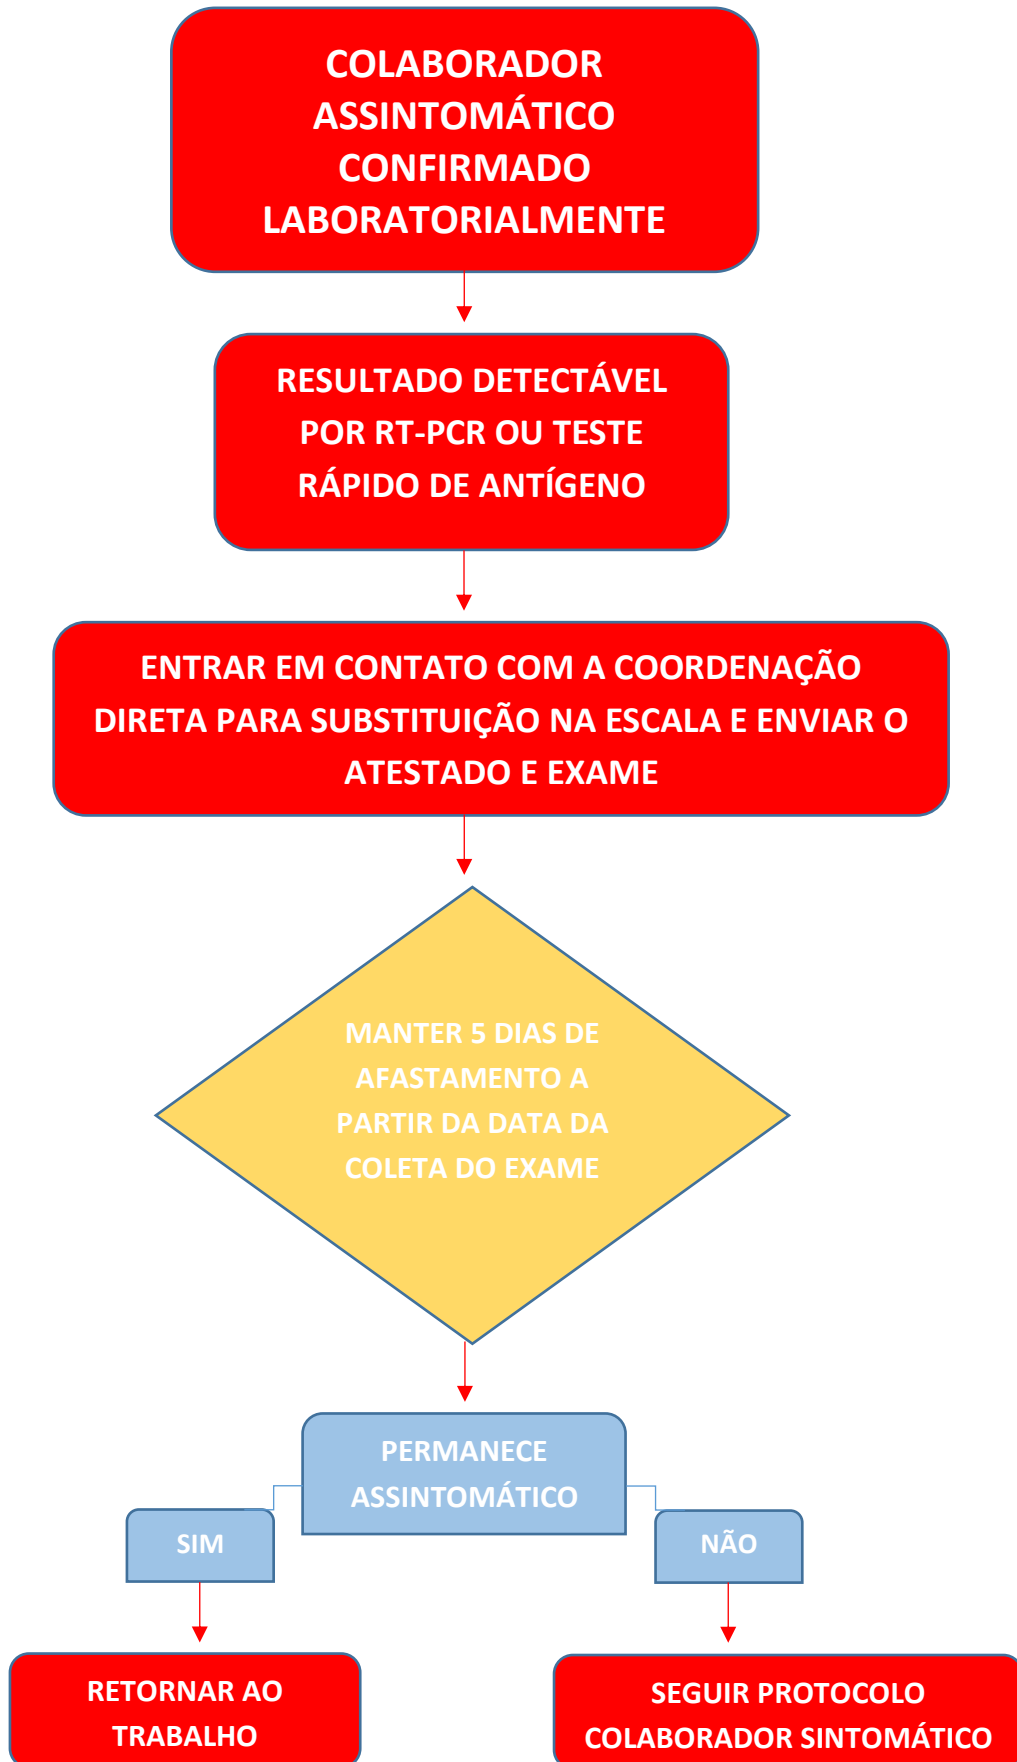 COLABORADOR
ASSINTOMÁTICO
CONFIRMADO
LABORATORIALMENTE
RESULTADO DETECTÁVEL
POR RT-PCR OU TESTE
RÁPIDO DE ANTÍGENO
ENTRAR EM CONTATO COM A COORDENAÇÃO
DIRETA PARA SUBSTITUIÇÃO NA ESCALA E ENVIAR O
ATESTADO E EXAME
MANTER 5 DIAS DE
AFASTAMENTO A
PARTIR DA DATA DA
COLETA DO EXAME
PERMANECE
ASSINTOMÁTICO
SIM
NÃO
RETORNAR AO
TRABALHO
SEGUIR PROTOCOLO
COLABORADOR SINTOMÁTICO